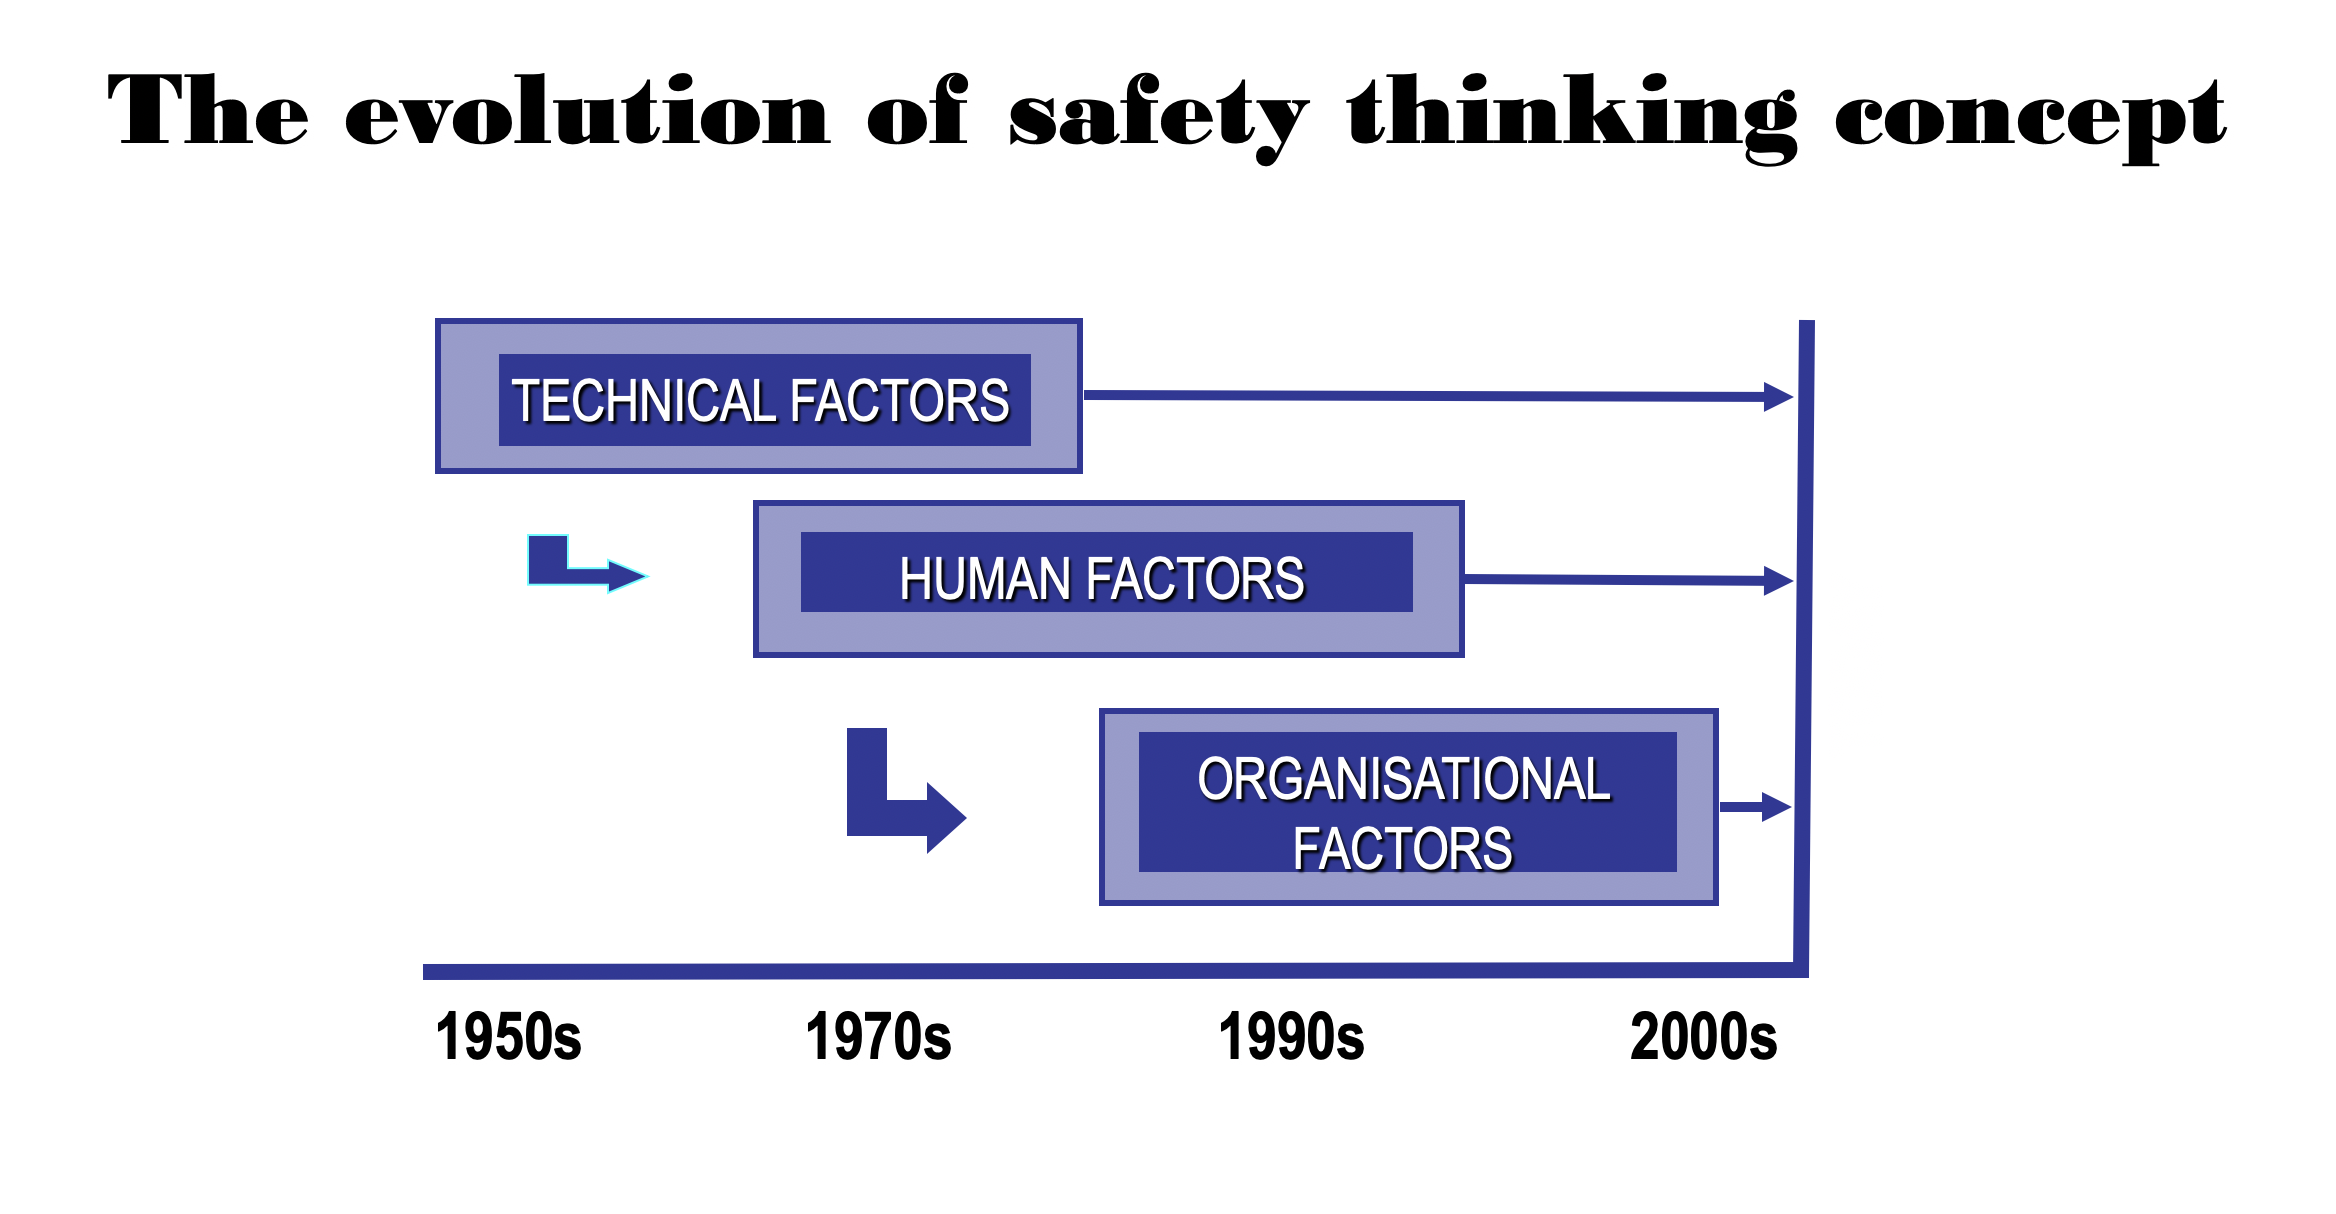 The evolution of safety thinking concept
TECHNICAL FACTORS
HUMAN FACTORS
ORGANISATIONAL
FACTORS
1950s 1970s 1990s 2000s